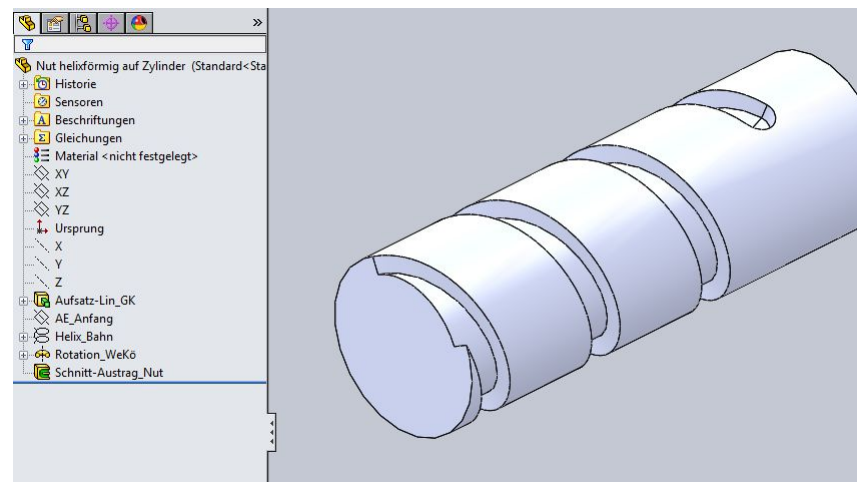 »
Nut helixförmig auf Zylinder (Standard<Sta
Historie
Sensoren
A Beschriftungen
Σ Gleichungen
Material <nicht festgelegt>
XY
XZ
YZ
Ursprung
X
Y
Z
Aufsatz-Lin_GK
AE_Anfang
Helix_Bahn
Rotation_WeKö
Schnitt-Austrag_Nut